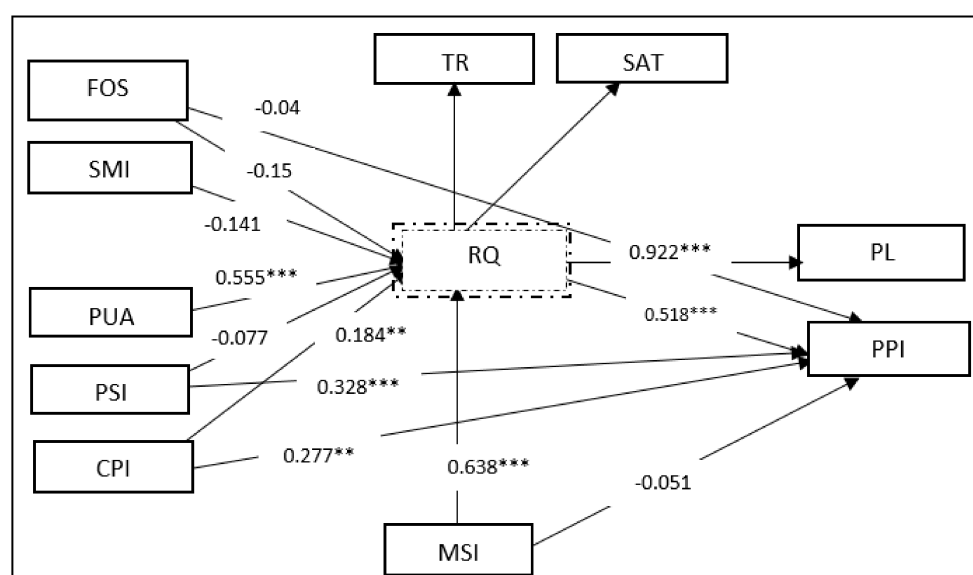 TR
SAT
FOS
-0.04
SMI
-0.15
-0.141
RQ
0.922***
PL
0.555***
PUA
-0.077
0.184**
0.518***
PPI
PSI
0.328***
CPI
0.277**
0.638***
-0.051
MSI